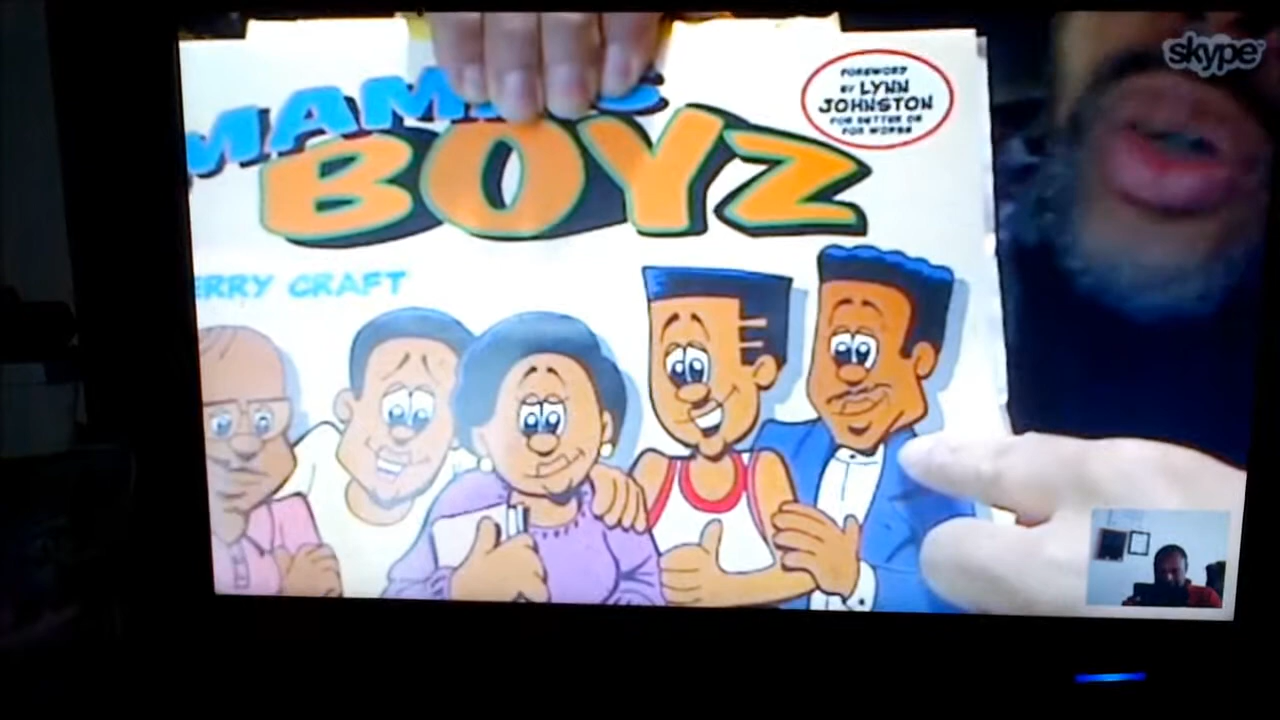 skype
FOREWORD
BY LYNN
JOHNSTON
FOR BETTER OR
FOR WORSE
BOYZ
ERRY CRAFT